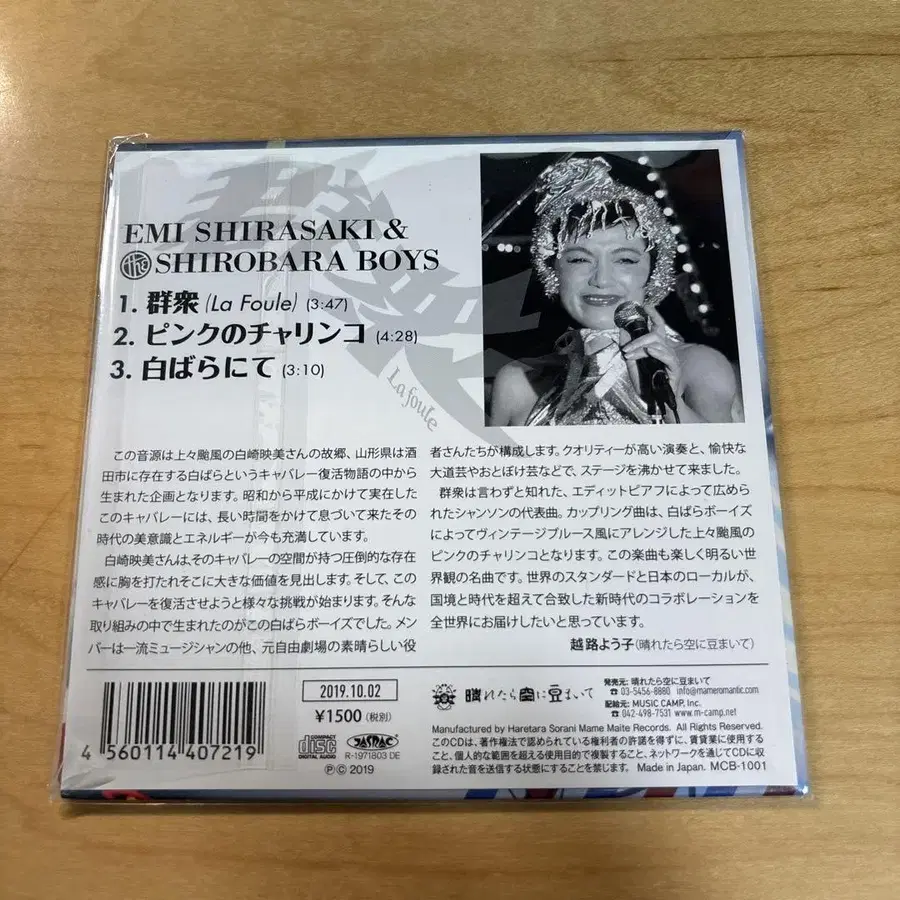 EMI SHIRASAKI &
the SHIROBARA BOYS
1. 群衆 (La Foule) (3:47)
2. ピンクのチャリンコ (4:28)
3. 白ばらにて (3:10)
La foule
この音源は上々颱風の白崎映美さんの故郷、山形県は酒
田市に存在する白ばらというキャバレー復活物語の中から
生まれた企画となります。昭和から平成にかけて実在した
このキャバレーには、長い時間をかけて息づいて来たその
時代の美意識とエネルギーが今も充満しています。
白崎映美さんは、そのキャバレーの空間が持つ圧倒的な存在
感に胸を打たれそこに大きな価値を見出します。そして、この
キャバレーを復活させようと様々な挑戦が始まります。そんな
取り組みの中で生まれたのがこの白ばらボーイズでした。メン
バーは一流ミュージシャンの他、元自由劇場の素晴らしい役
者さんたちが構成します。クオリティーが高い演奏と、愉快な
大道芸やおとぼけ芸などで、ステージを沸かせて来ました。
群衆は言わずと知れた、エディットピアフによって広めら
れたシャンソンの代表曲。カップリング曲は、白ばらボーイズ
によってヴィンテージブルース風にアレンジした上々颱風の
ピンクのチャリンコとなります。この楽曲も楽しく明るい世
界観の名曲です。世界のスタンダードと日本のローカルが、
国境と時代を超えて合致した新時代のコラボレーションを
全世界にお届けしたいと思っています。
越路よう子(晴れたら空に豆まいて)
4 560114 407219
2019.10.02
¥1500 (税別)
COMPACT
disc
DIGITAL AUDIO
JASRAC
R-1971803 DE
ⓅⒸ 2019
晴れたら空に豆まいて
発売元: 晴れたら空に豆まいて
☎ 03-5456-8880 info@mameromantic.com
配給元: MUSIC CAMP, Inc.
☎ 042-498-7531 www.m-camp.net
Manufactured by Haretara Sorani Mame Maite Records. All Rights Reserved.
このCDは、著作権法で認められている権利者の許諾を得ずに、賃貸業に使用する
こと、個人的な範囲を超える使用目的で複製すること、ネットワークを通じてCDに収
録された音を送信する状態にすることを禁じます。 Made in Japan. MCB-1001